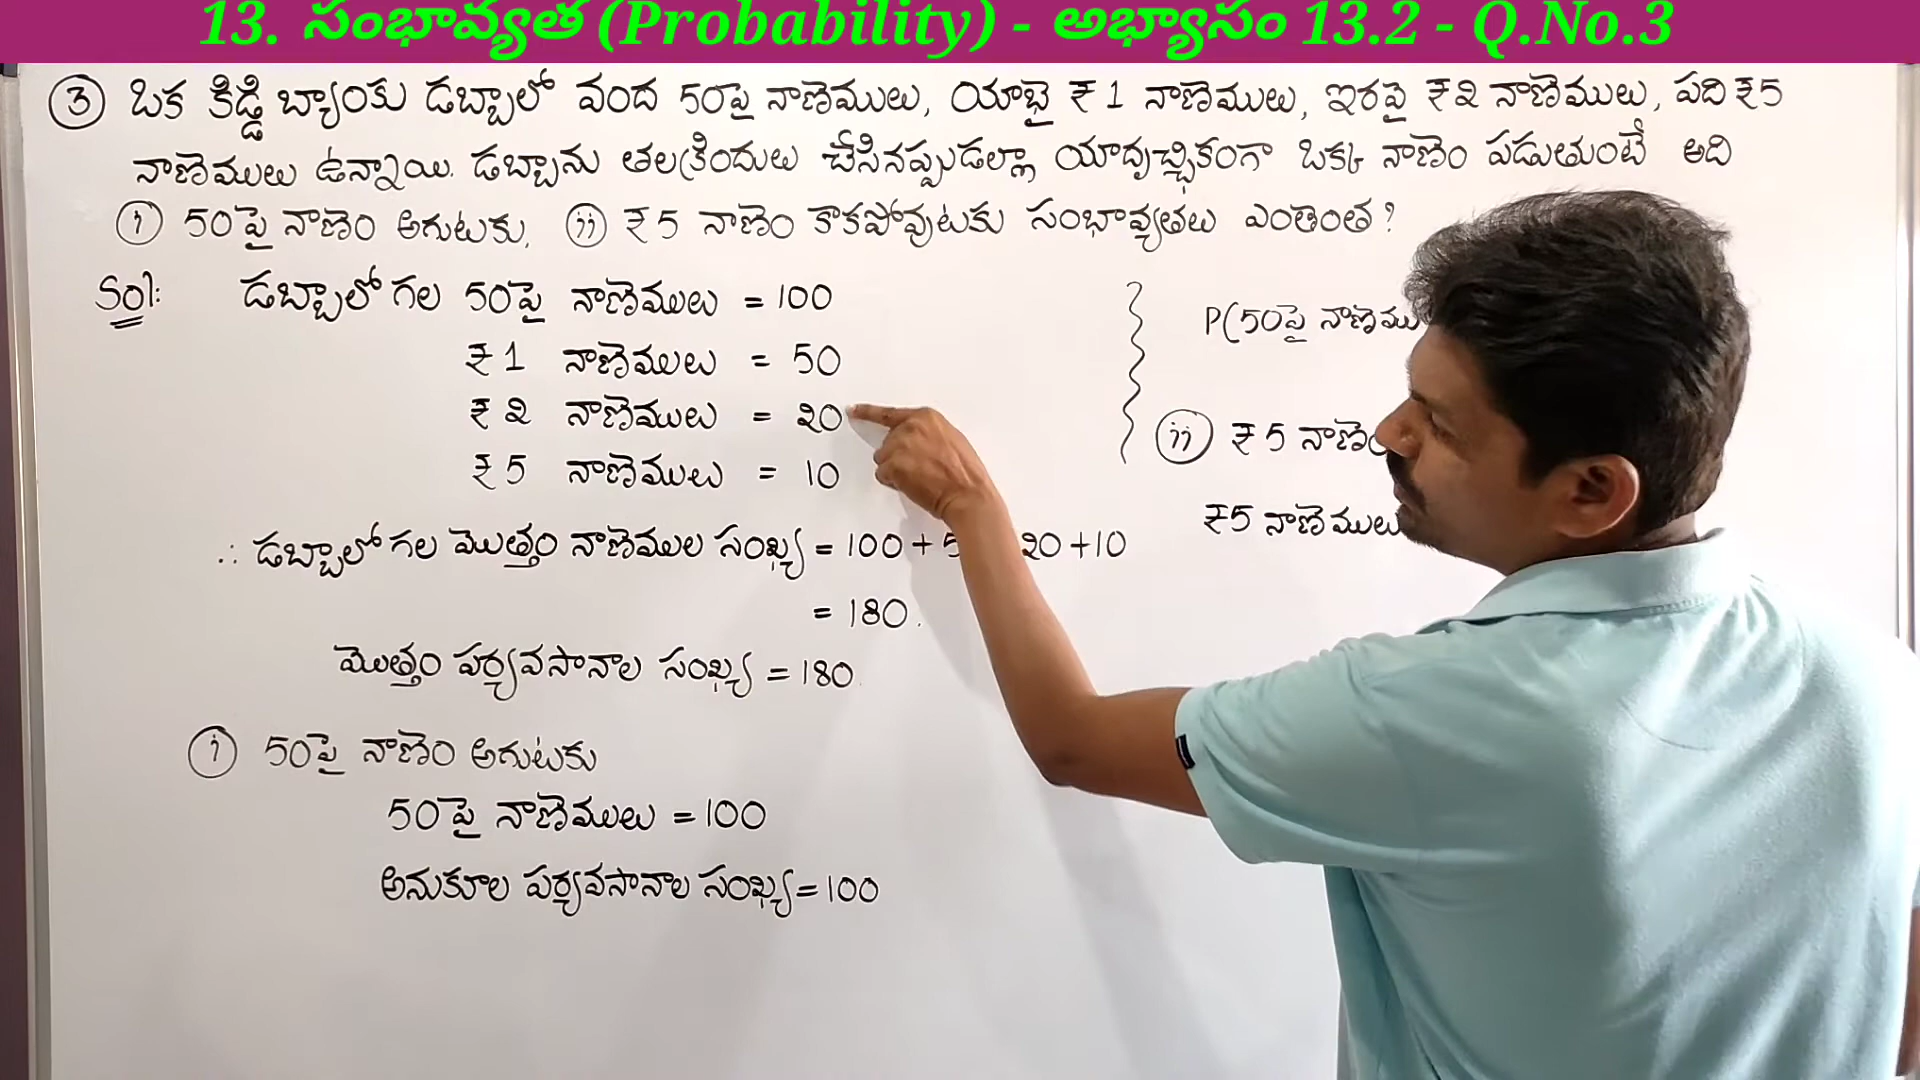 13. సంభావ్యత (Probability) - అభ్యాసం 13.2 - Q.No.3
③ ఒక కిడ్డి బ్యాంకు డబ్బాలో వంద 50పై నాణెములు, యాభై ₹1 నాణెములు, ఇరవై ₹2 నాణెములు, పది ₹5
నాణెములు ఉన్నాయి. డబ్బాను తలక్రిందులు చేసినప్పుడల్లా యాదృచ్ఛికంగా ఒక్క నాణెం పడుతుంటే అది
(i) 50పై నాణెం అగుటకు, (ii) ₹5 నాణెం కాకపోవుటకు సంభావ్యతలు ఎంతెంత?
Sol: డబ్బాలో గల 50పై నాణెములు = 100
₹1 నాణెములు = 50
₹2 నాణెములు = 20
₹5 నాణెములు = 10
∴ డబ్బాలో గల మొత్తం నాణెముల సంఖ్య = 100 + 5 20 + 10
= 180.
మొత్తం పర్యవసానాల సంఖ్య = 180.
(i) 50పై నాణెం అగుటకు
50పై నాణెములు = 100
అనుకూల పర్యవసానాల సంఖ్య = 100
P(50పై నాణెము
(ii) ₹5 నాణెం
₹5 నాణెములు